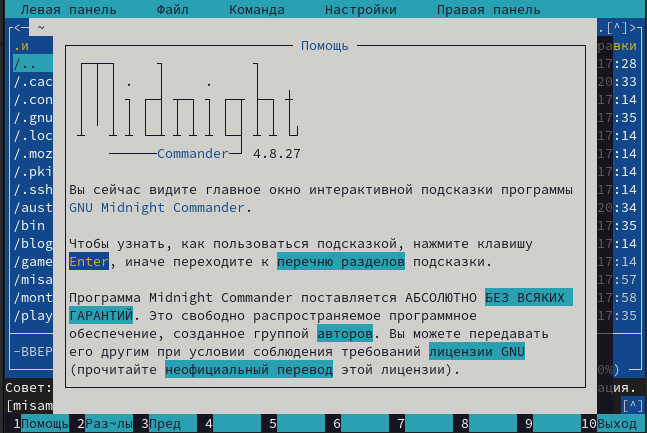 Левая панель Файл Команда Настройки Правая панель
<─ ~ .[^]>
.и равки
/.. 17:28
/.cac 20:33
/.con 17:14
/.gnu 17:35
/.loc 17:14
/.moz 17:14
/.pki 17:14
/.ssh 17:14
/aust 20:34
/bin 17:35
/blog 17:14
/game 17:14
/misa 17:57
/mont 17:58
/play 17:35
─ВВЕР
0%)
Помощь
Midnight
Commander 4.8.27
Вы сейчас видите главное окно интерактивной подсказки программы
GNU Midnight Commander.
Чтобы узнать, как пользоваться подсказкой, нажмите клавишу
Enter, иначе переходите к перечню разделов подсказки.
Программа Midnight Commander поставляется АБСОЛЮТНО БЕЗ ВСЯКИХ
ГАРАНТИЙ. Это свободно распространяемое программное
обеспечение, созданное группой авторов. Вы можете передавать
его другим при условии соблюдения требований лицензии GNU
(прочитайте неофициальный перевод этой лицензии).
Совет: ация.
[misam [^]
1Помощь 2Раз~лы 3Пред 4 5 6 7 8 9 10Выход